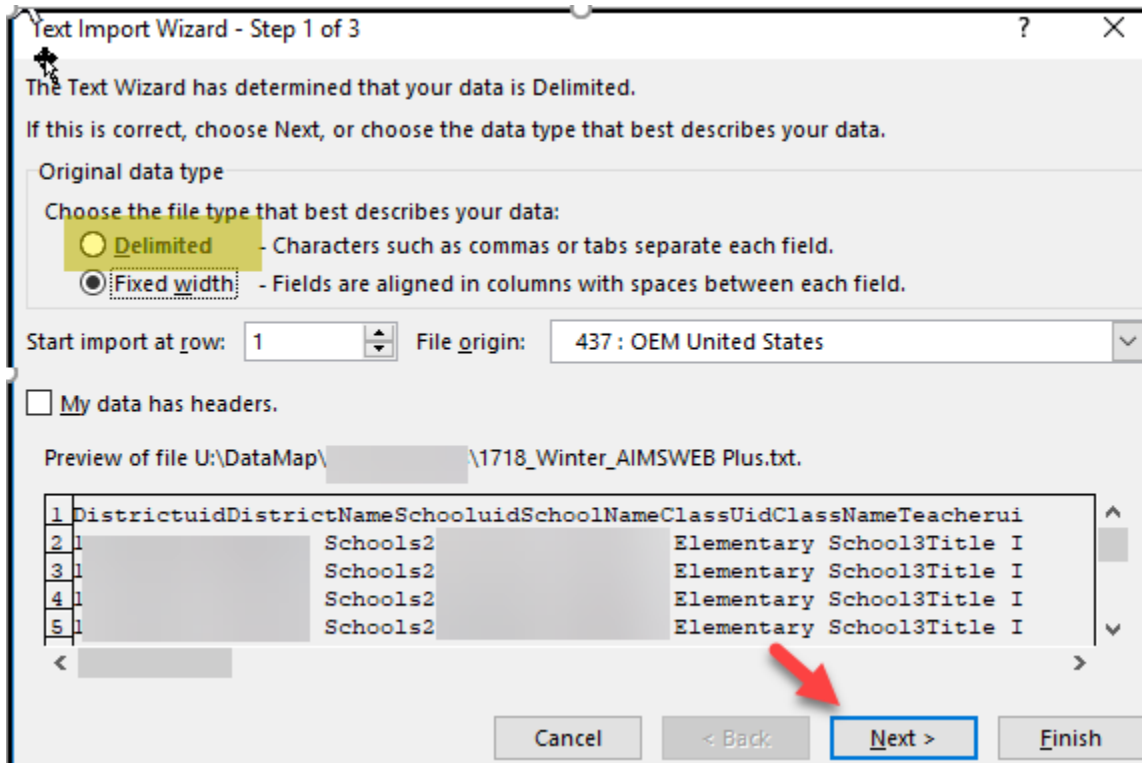 Text Import Wizard - Step 1 of 3 ?
The Text Wizard has determined that your data is Delimited.
If this is correct, choose Next, or choose the data type that best describes your data.
Original data type
Choose the file type that best describes your data:
Delimited - Characters such as commas or tabs separate each field.
Fixed width - Fields are aligned in columns with spaces between each field.
Start import at row: 1 File origin: 437 : OEM United States
My data has headers.
Preview of file U:\DataMap\ \1718_Winter_AIMSWEB Plus.txt.
1 DistrictuidDistrictNameSchooluidSchoolNameClassUidClassNameTeacherui
2 1 Schools2 Elementary School3Title I
3 1 Schools2 Elementary School3Title I
4 1 Schools2 Elementary School3Title I
5 1 Schools2 Elementary School3Title I
Cancel < Back Next > Finish